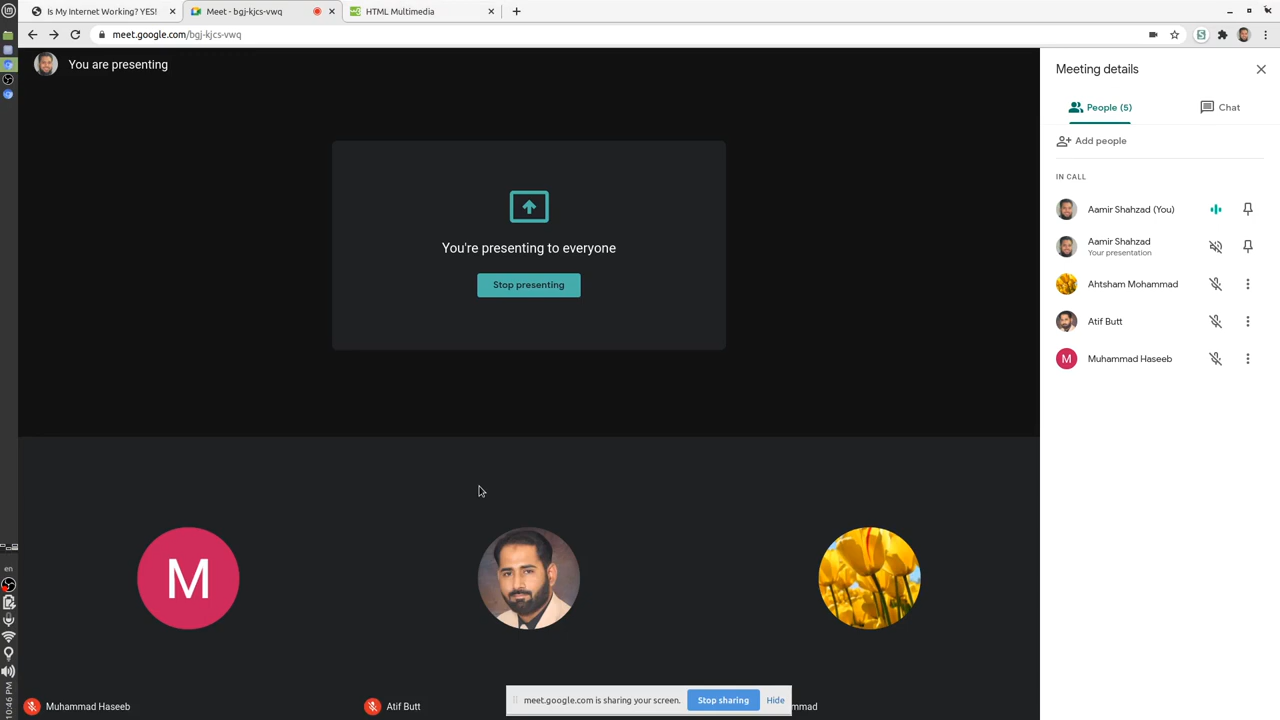 Is My Internet Working? YES!
Meet - bgj-kjcs-vwq
HTML Multimedia
meet.google.com/bgj-kjcs-vwq
You are presenting
You're presenting to everyone
Stop presenting
Meeting details
People (5)
Chat
Add people
IN CALL
Aamir Shahzad (You)
Aamir Shahzad
Your presentation
Ahtsham Mohammad
Atif Butt
M
Muhammad Haseeb
M
Muhammad Haseeb
Atif Butt
meet.google.com is sharing your screen.
Stop sharing
Hide
mmad
en
10:46 PM